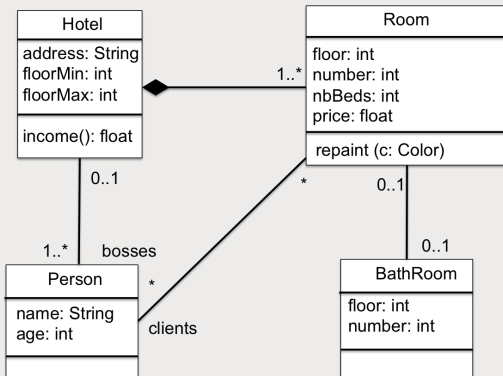 Hotel
address: String
floorMin: int
floorMax: int
income(): float
Room
floor: int
number: int
nbBeds: int
price: float
repaint (c: Color)
1..*
0..1
*
0..1
1..*
bosses
*
clients
0..1
Person
name: String
age: int
BathRoom
floor: int
number: int